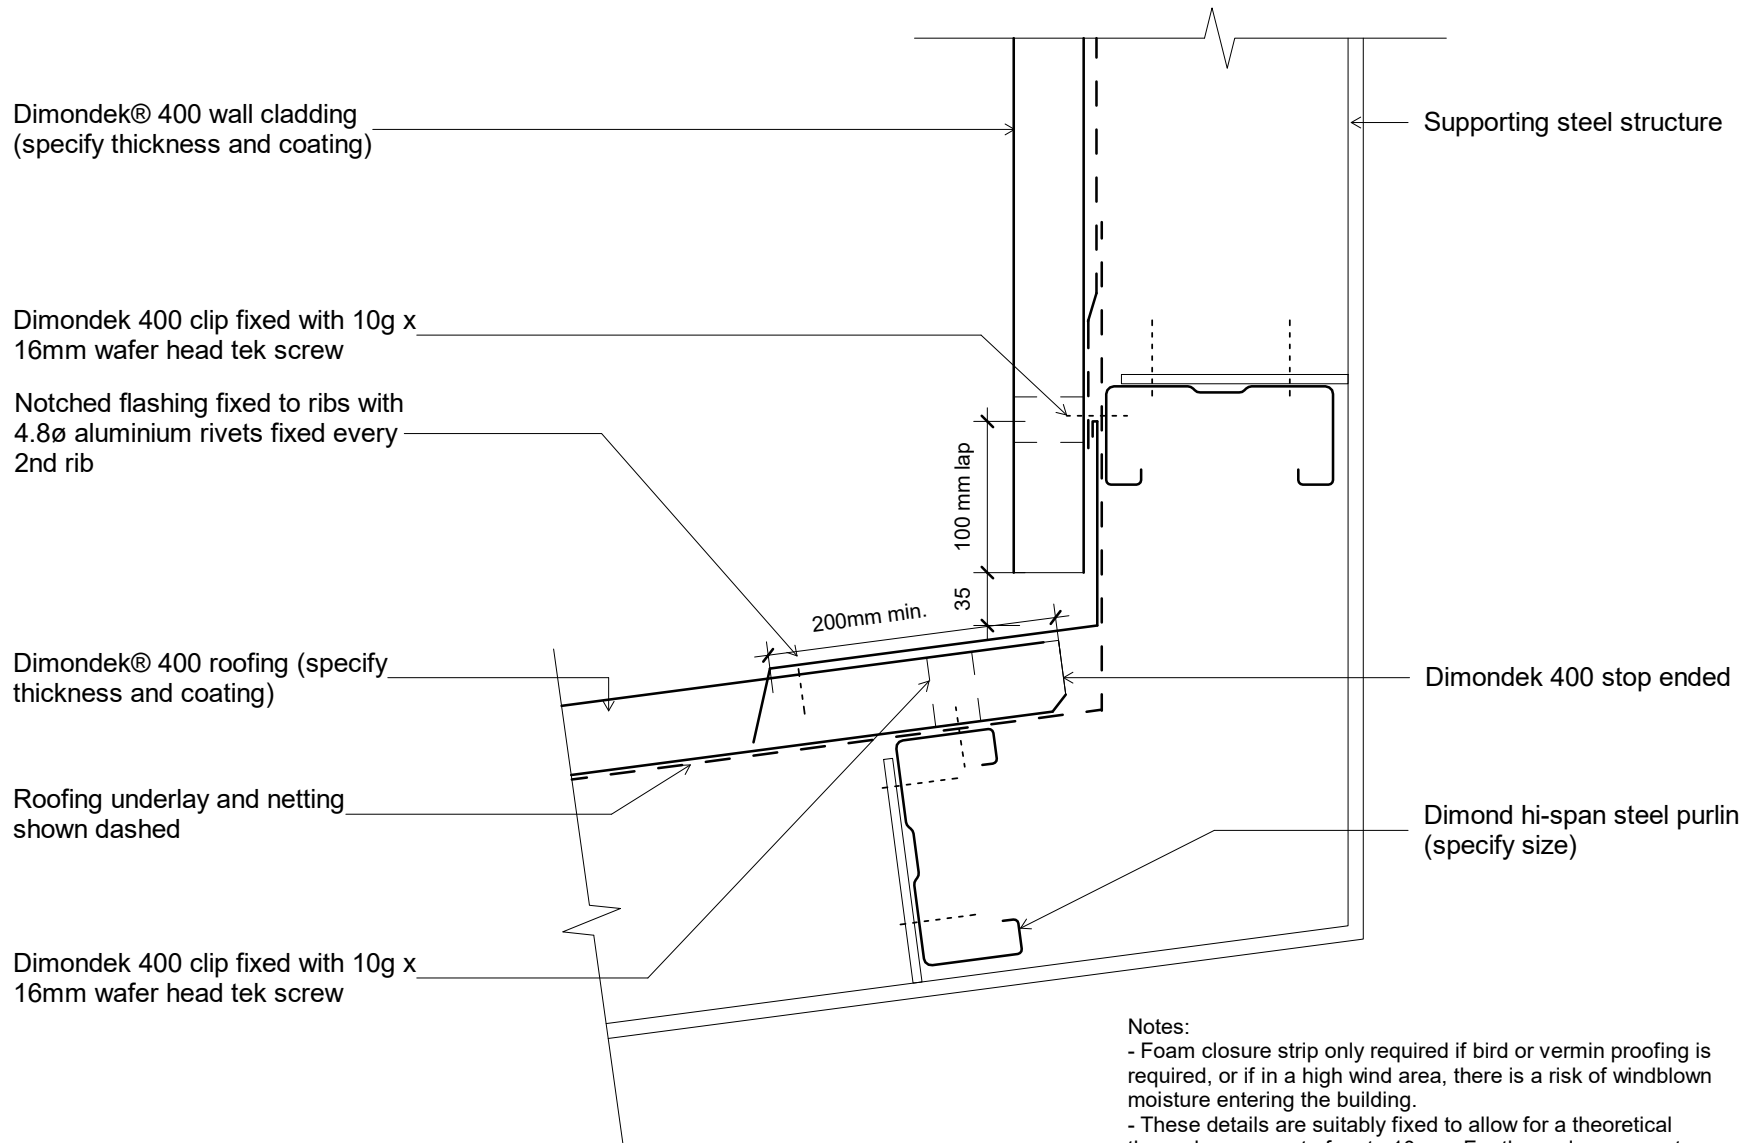 Dimondek® 400 wall cladding
(specify thickness and coating)
Supporting steel structure
Dimondek 400 clip fixed with 10g x
16mm wafer head tek screw
Notched flashing fixed to ribs with
4.8ø aluminium rivets fixed every
2nd rib
100 mm lap
35
200mm min.
Dimondek® 400 roofing (specify
thickness and coating)
Dimondek 400 stop ended
Roofing underlay and netting
shown dashed
Dimond hi-span steel purlin
(specify size)
Dimondek 400 clip fixed with 10g x
16mm wafer head tek screw
Notes:
- Foam closure strip only required if bird or vermin proofing is
required, or if in a high wind area, there is a risk of windblown
moisture entering the building.
- These details are suitably fixed to allow for a theoretical